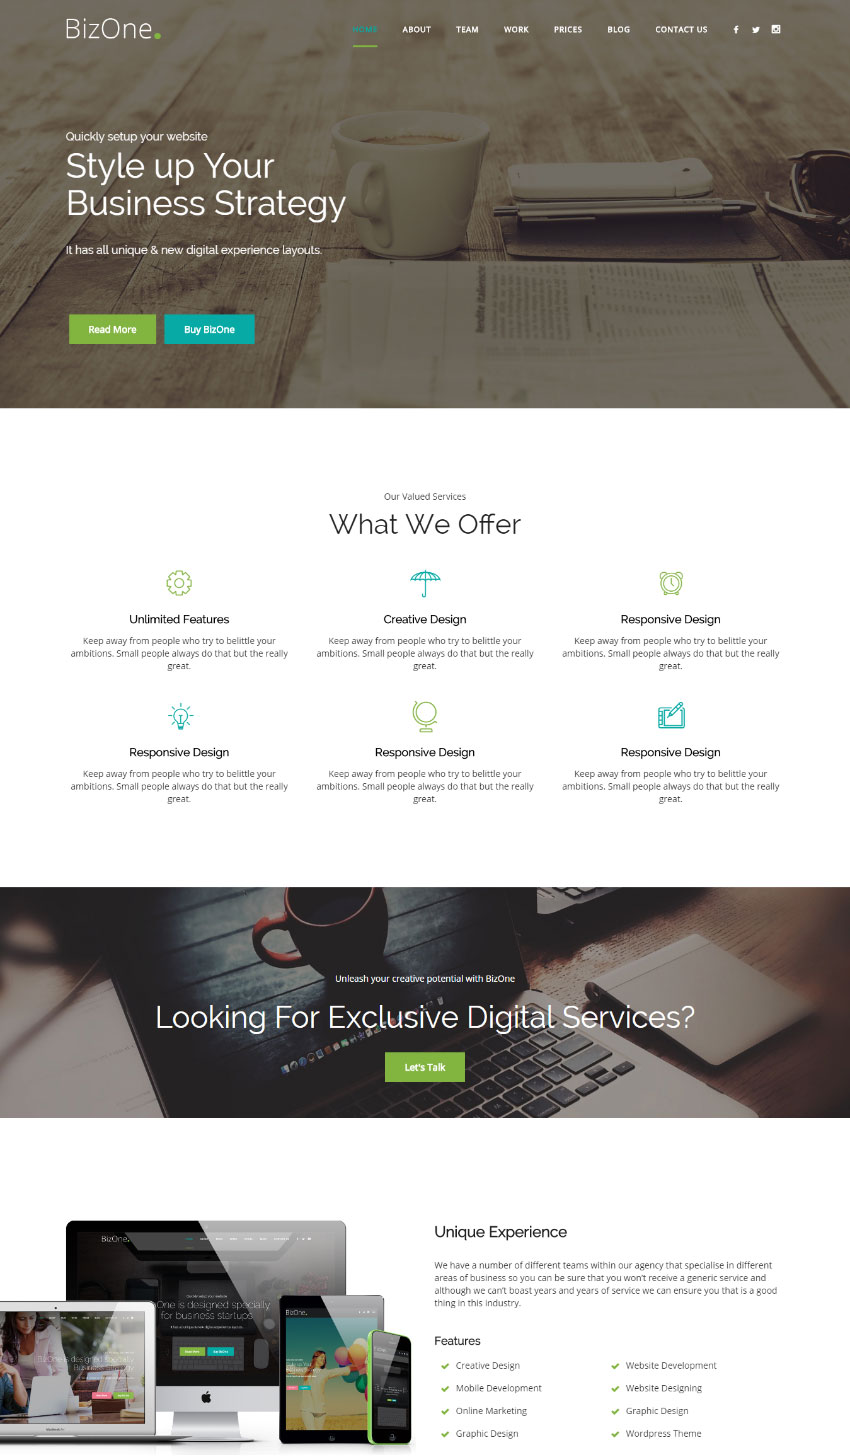 BizOne.
HOME ABOUT TEAM WORK PRICES BLOG CONTACT US
Quickly setup your website
Style up Your
Business Strategy
It has all unique & new digital experience layouts.
Read More Buy BizOne
Our Valued Services
What We Offer
Unlimited Features
Keep away from people who try to belittle your
ambitions. Small people always do that but the really
great.
Creative Design
Keep away from people who try to belittle your
ambitions. Small people always do that but the really
great.
Responsive Design
Keep away from people who try to belittle your
ambitions. Small people always do that but the really
great.
Responsive Design
Keep away from people who try to belittle your
ambitions. Small people always do that but the really
great.
Responsive Design
Keep away from people who try to belittle your
ambitions. Small people always do that but the really
great.
Responsive Design
Keep away from people who try to belittle your
ambitions. Small people always do that but the really
great.
Unleash your creative potential with BizOne
Looking For Exclusive Digital Services?
Let's Talk
BizOne.
One is designed specially
for business startups
BizOne.
Unique Experience
We have a number of different teams within our agency that specialise in different
areas of business so you can be sure that you won't receive a generic service and
although we can't boast years and years of service we can ensure you that is a good
thing in this industry.
Features
Creative Design
Website Development
Mobile Development
Website Designing
Online Marketing
Graphic Design
Graphic Design
Wordpress Theme